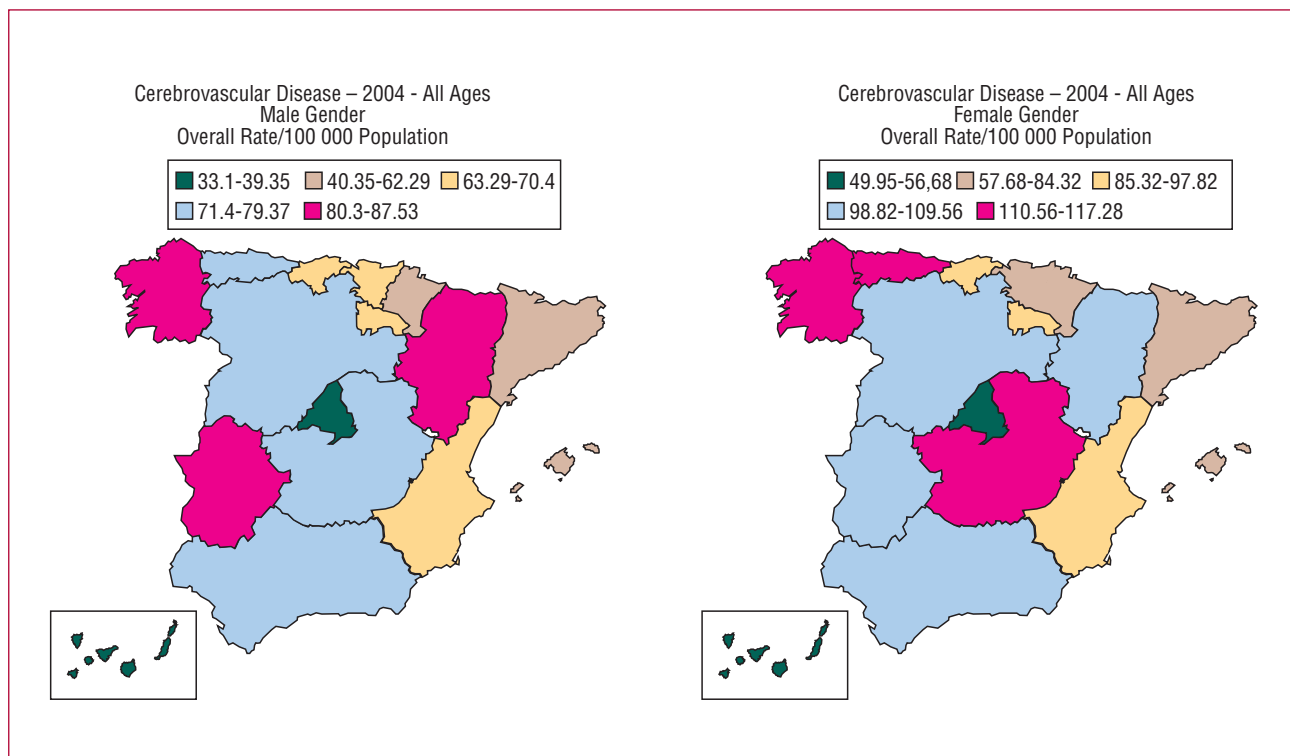 Cerebrovascular Disease – 2004 - All Ages
Male Gender
Overall Rate/100 000 Population
33.1-39.35 40.35-62.29 63.29-70.4
71.4-79.37 80.3-87.53
Cerebrovascular Disease – 2004 - All Ages
Female Gender
Overall Rate/100 000 Population
49.95-56,68 57.68-84.32 85.32-97.82
98.82-109.56 110.56-117.28